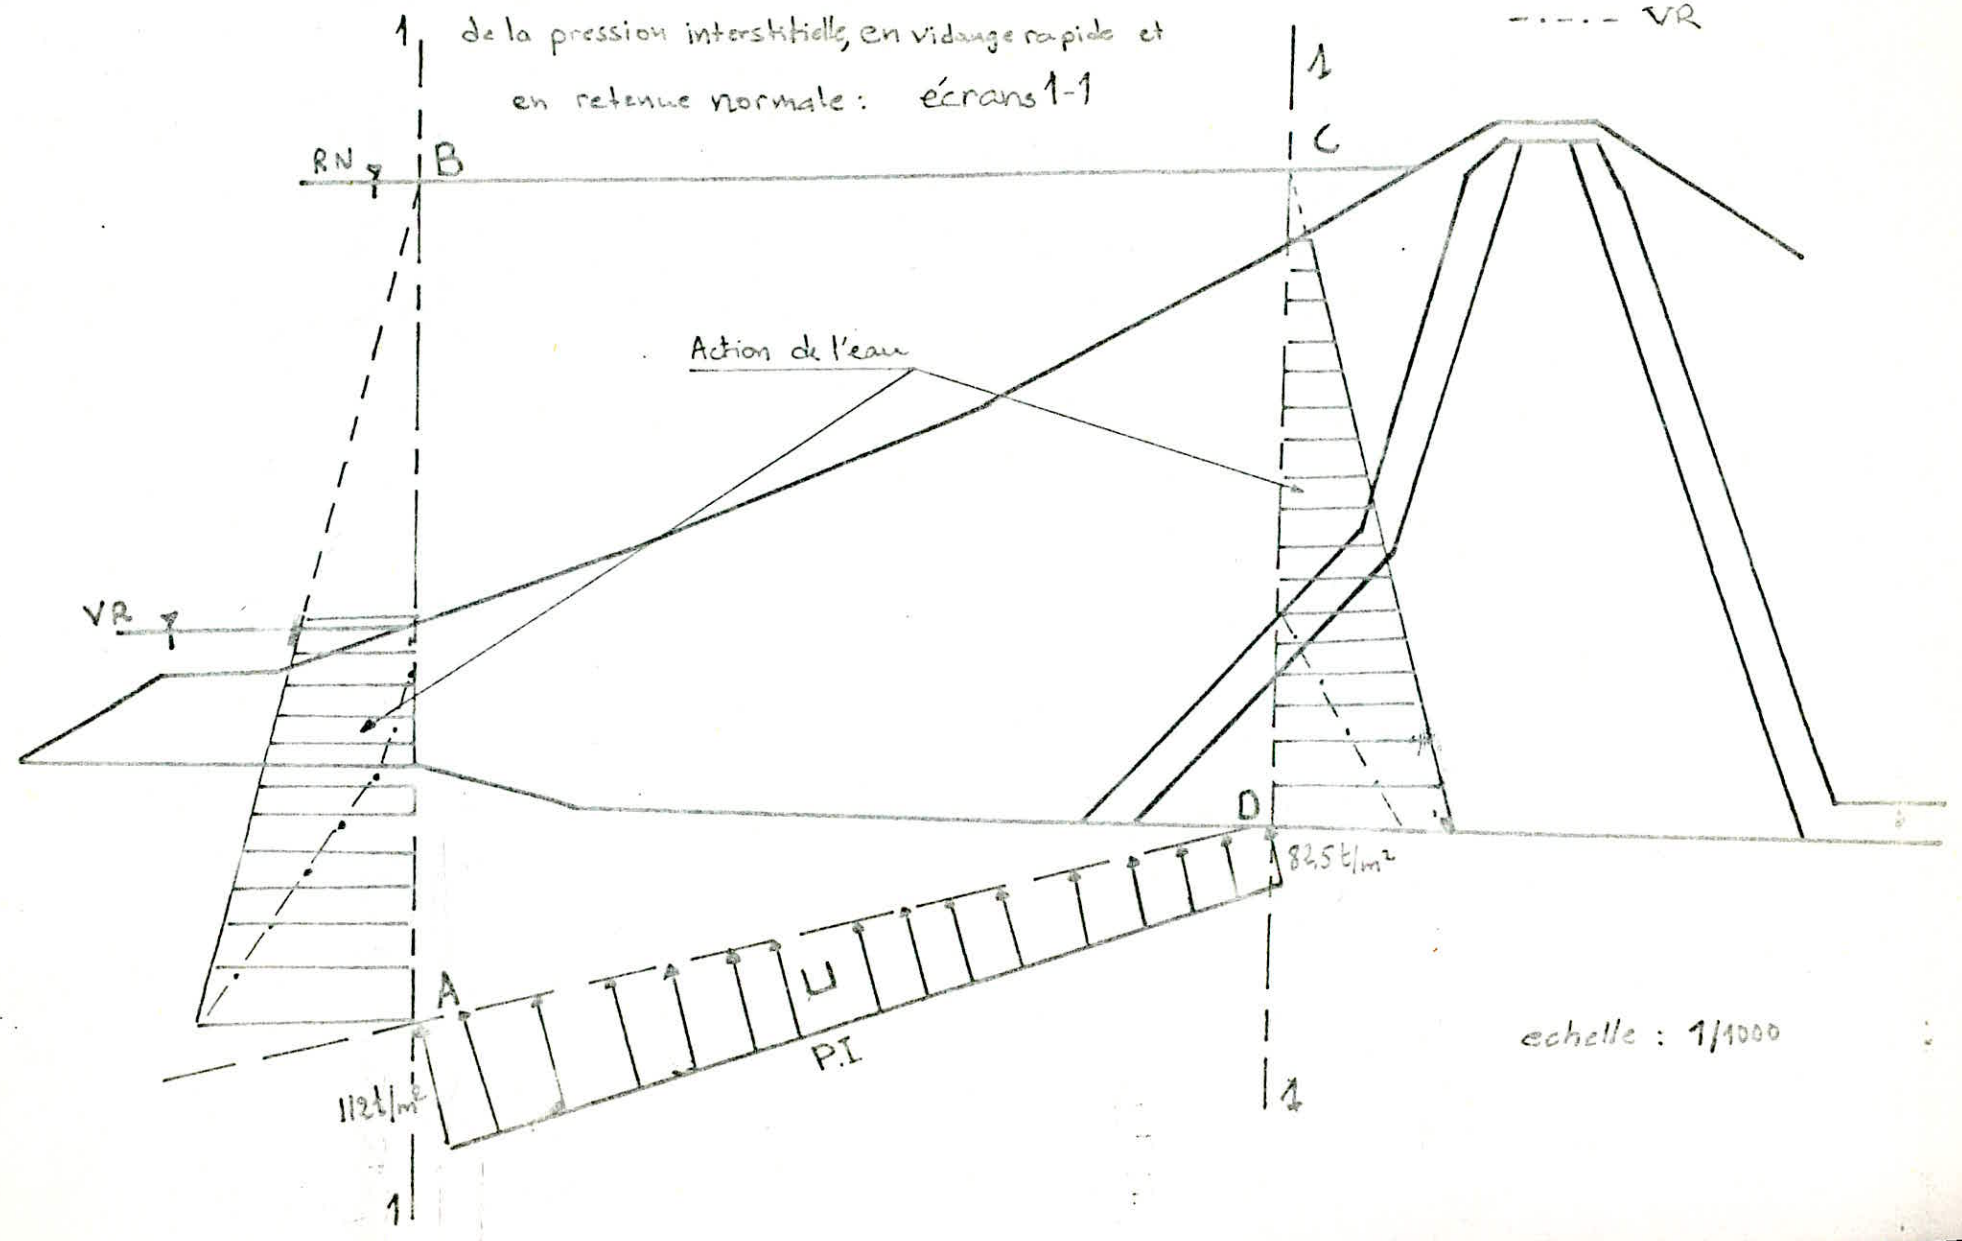 1 de la pression interstitielle, en vidange rapide et
-.-.-.- VR
1
en retenue normale : écrans 1-1
C
RN
B
Action de l'eau
VR
D
82,5 t/m²
A
U
P.I
echelle : 1/1000
112 t/m²
1
1